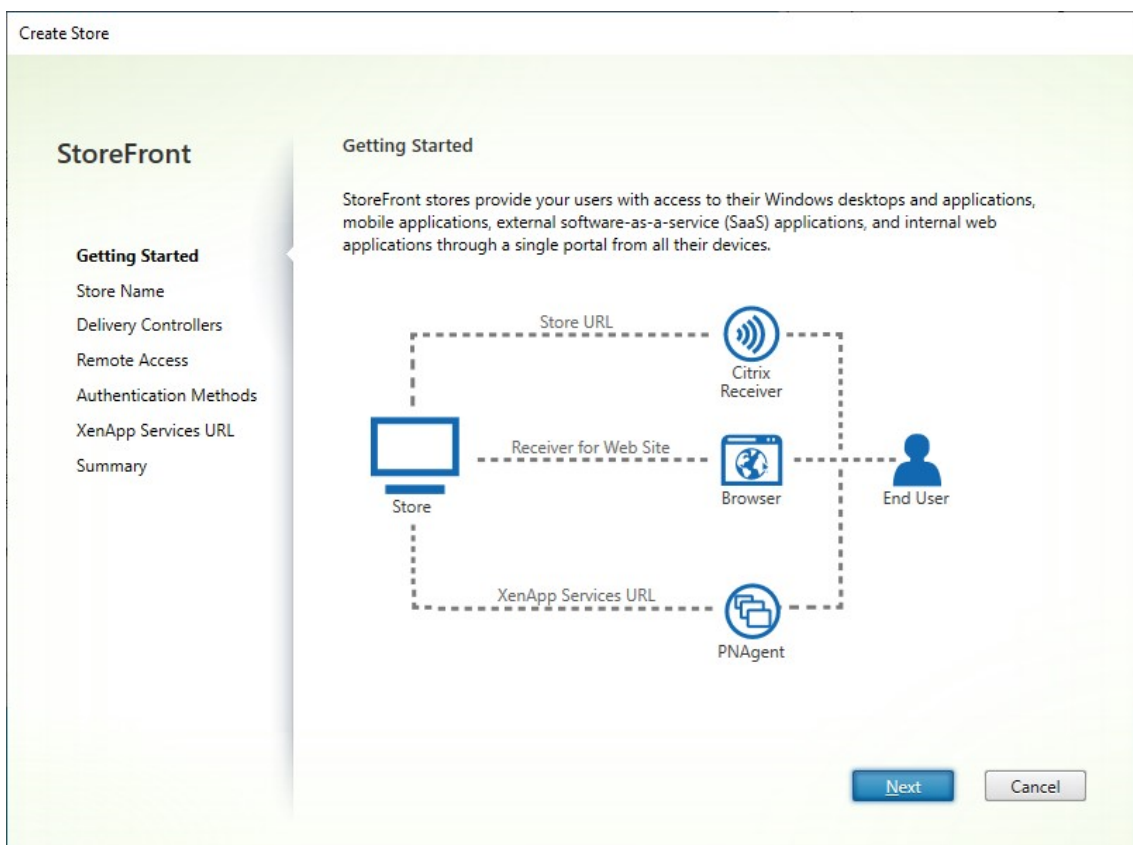 Create Store
StoreFront
Getting Started
Store Name
Delivery Controllers
Remote Access
Authentication Methods
XenApp Services URL
Summary
Getting Started
StoreFront stores provide your users with access to their Windows desktops and applications,
mobile applications, external software-as-a-service (SaaS) applications, and internal web
applications through a single portal from all their devices.
Store URL
Citrix
Receiver
Receiver for Web Site
Store
Browser
End User
XenApp Services URL
PNAgent
Next
Cancel